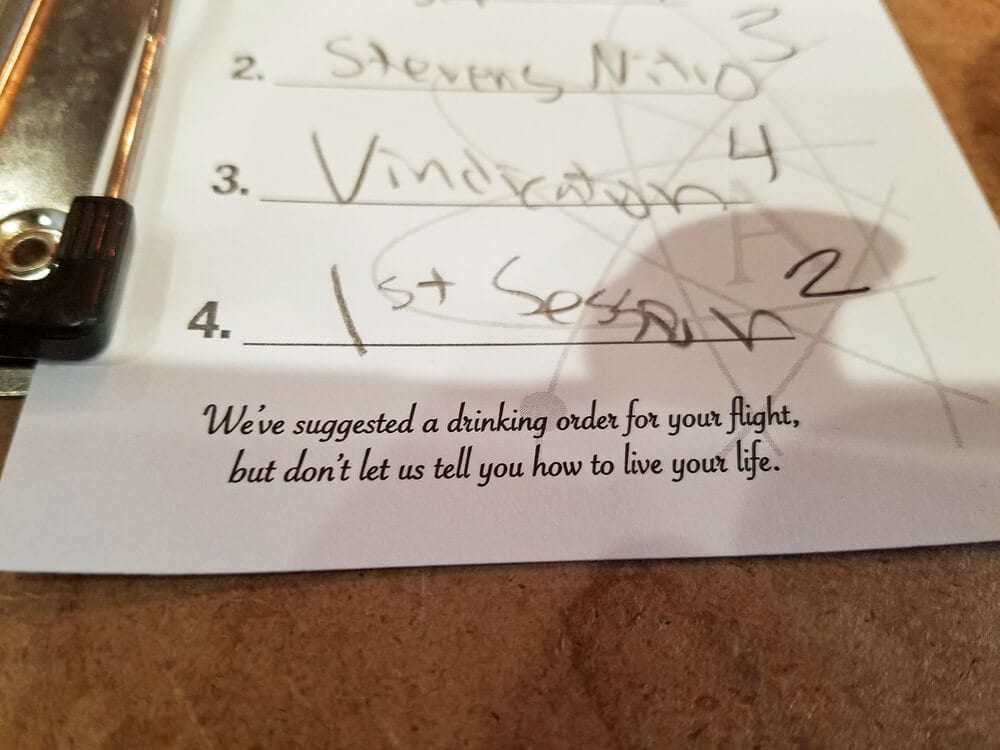 2. Stevens Nitro 3
3. Vindication 4
4. 1st Session 2
We've suggested a drinking order for your flight,
but don't let us tell you how to live your life.